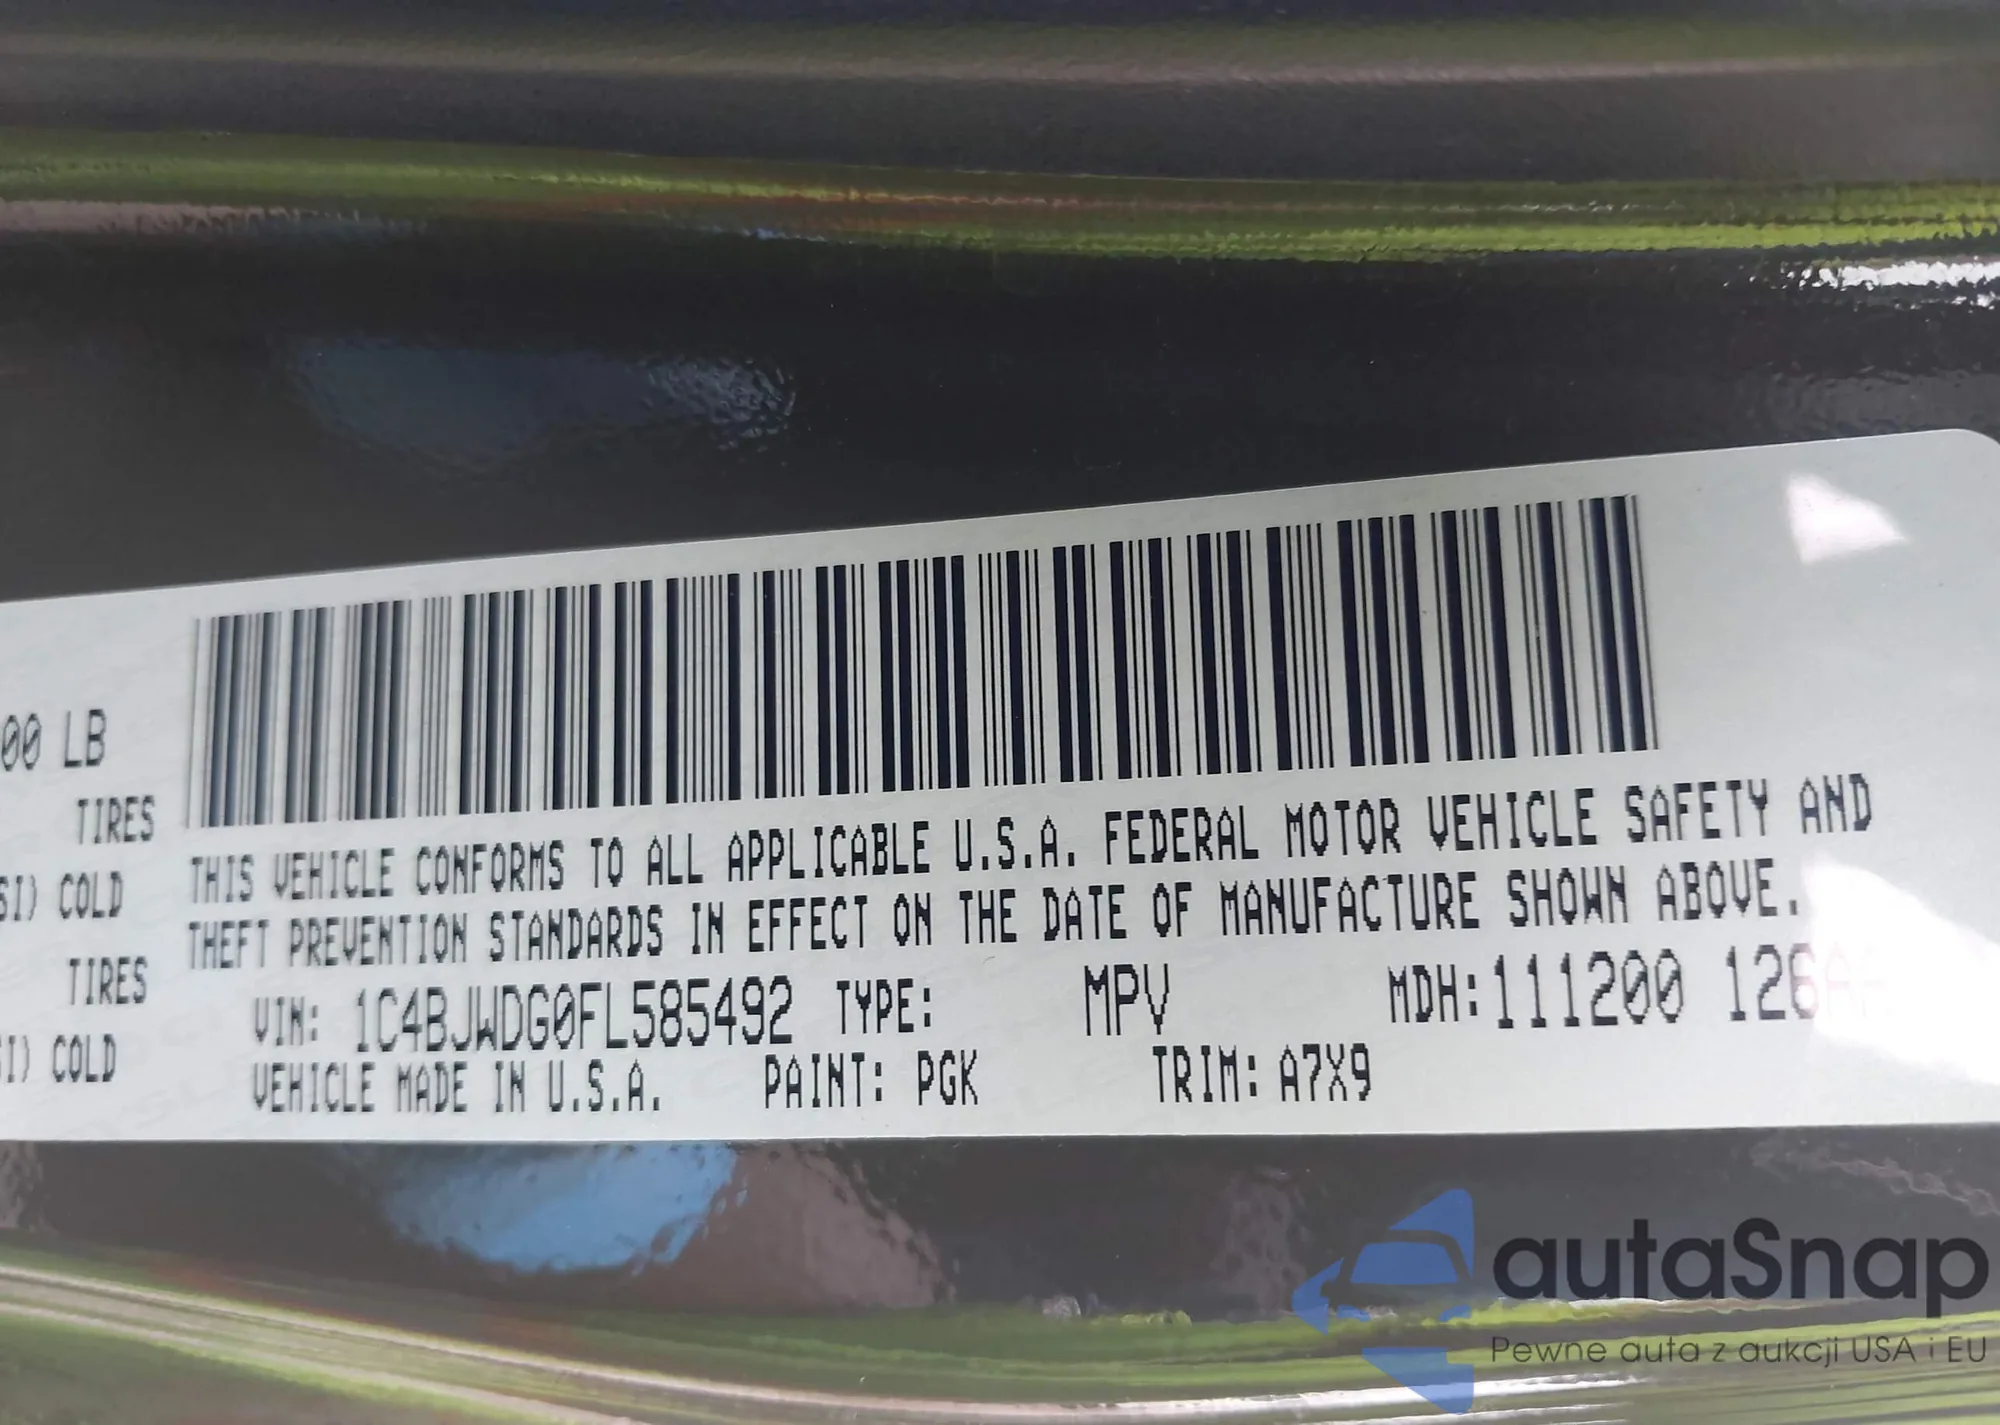 00 LB
TIRES
SI) COLD
TIRES
SI) COLD
THIS VEHICLE CONFORMS TO ALL APPLICABLE U.S.A. FEDERAL MOTOR VEHICLE SAFETY AND
THEFT PREVENTION STANDARDS IN EFFECT ON THE DATE OF MANUFACTURE SHOWN ABOVE.
VIN: 1C4BJWDG0FL585492 TYPE: MPV MDH: 111200 126
VEHICLE MADE IN U.S.A. PAINT: PGK TRIM: A7X9
autaSnap
Pewne auta z aukcji USA i EU